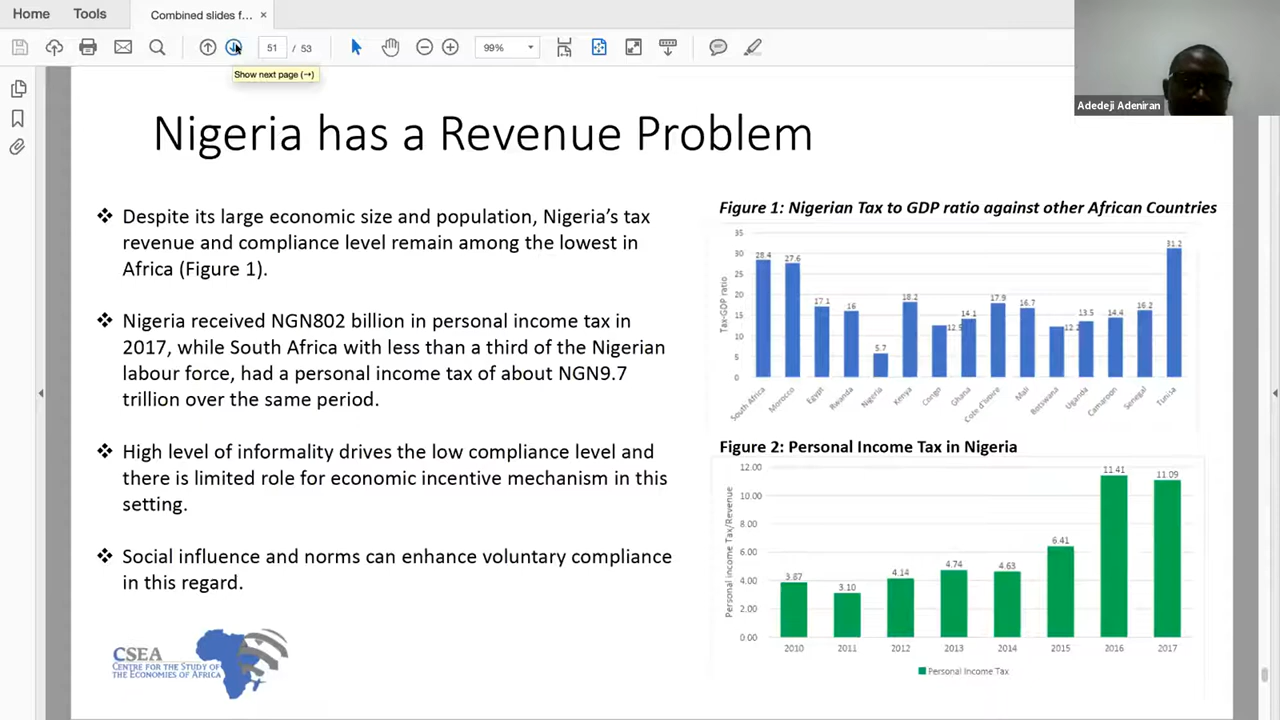 Home Tools Combined slides f... ×
51 / 53 99%
Show next page (→)
Adedeji Adeniran
Nigeria has a Revenue Problem
❖ Despite its large economic size and population, Nigeria's tax
revenue and compliance level remain among the lowest in
Africa (Figure 1).
❖ Nigeria received NGN802 billion in personal income tax in
2017, while South Africa with less than a third of the Nigerian
labour force, had a personal income tax of about NGN9.7
trillion over the same period.
❖ High level of informality drives the low compliance level and
there is limited role for economic incentive mechanism in this
setting.
❖ Social influence and norms can enhance voluntary compliance
in this regard.
CSEA
CENTRE FOR THE STUDY OF
THE ECONOMIES OF AFRICA
Figure 1: Nigerian Tax to GDP ratio against other African Countries
Tax-GDP ratio
35
30
25
20
15
10
5
0
28.4 27.6 17.1 16 5.7 18.2 12.9 14.1 17.9 16.7 12.2 13.5 14.4 16.2 31.2
South Africa Morocco Egypt Rwanda Nigeria Kenya Congo Ghana Cote d'Ivoire Mali Botswana Uganda Camaroon Senegal Tunisa
Figure 2: Personal Income Tax in Nigeria
Personal income Tax/Revenue
12.00
10.00
8.00
6.00
4.00
2.00
0.00
3.87 3.10 4.14 4.74 4.63 6.41 11.41 11.09
2010 2011 2012 2013 2014 2015 2016 2017
Personal Income Tax